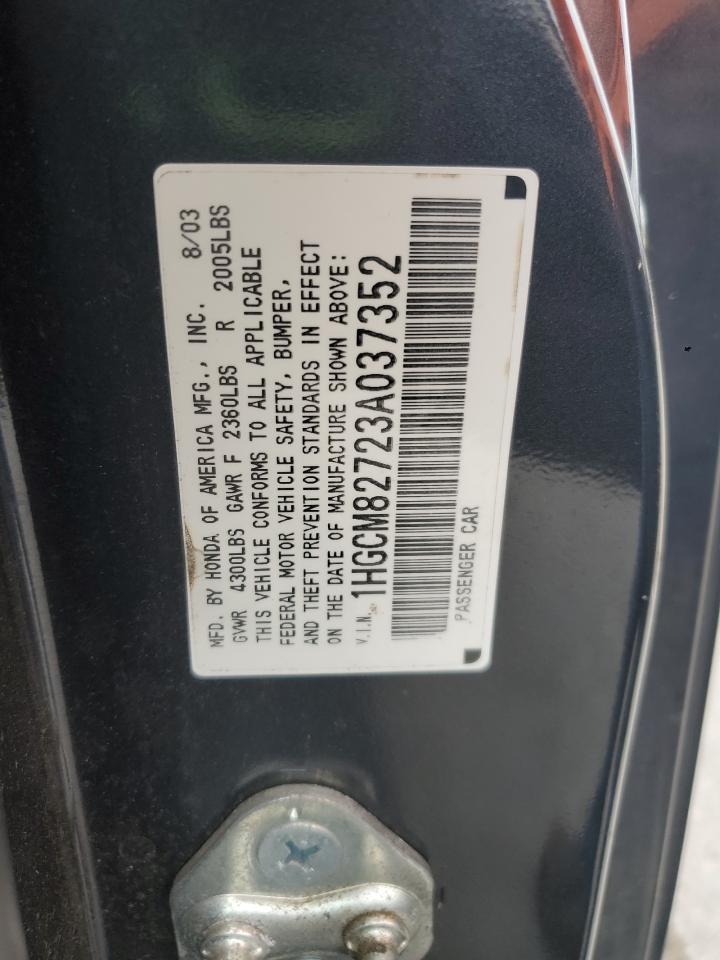 MFD. BY HONDA OF AMERICA MFG., INC. 8/03
GVWR 4300LBS GAWR F 2360LBS R 2005LBS
THIS VEHICLE CONFORMS TO ALL APPLICABLE
FEDERAL MOTOR VEHICLE SAFETY, BUMPER,
AND THEFT PREVENTION STANDARDS IN EFFECT
ON THE DATE OF MANUFACTURE SHOWN ABOVE:
V.I.N. 1HGCM82723A037352
PASSENGER CAR